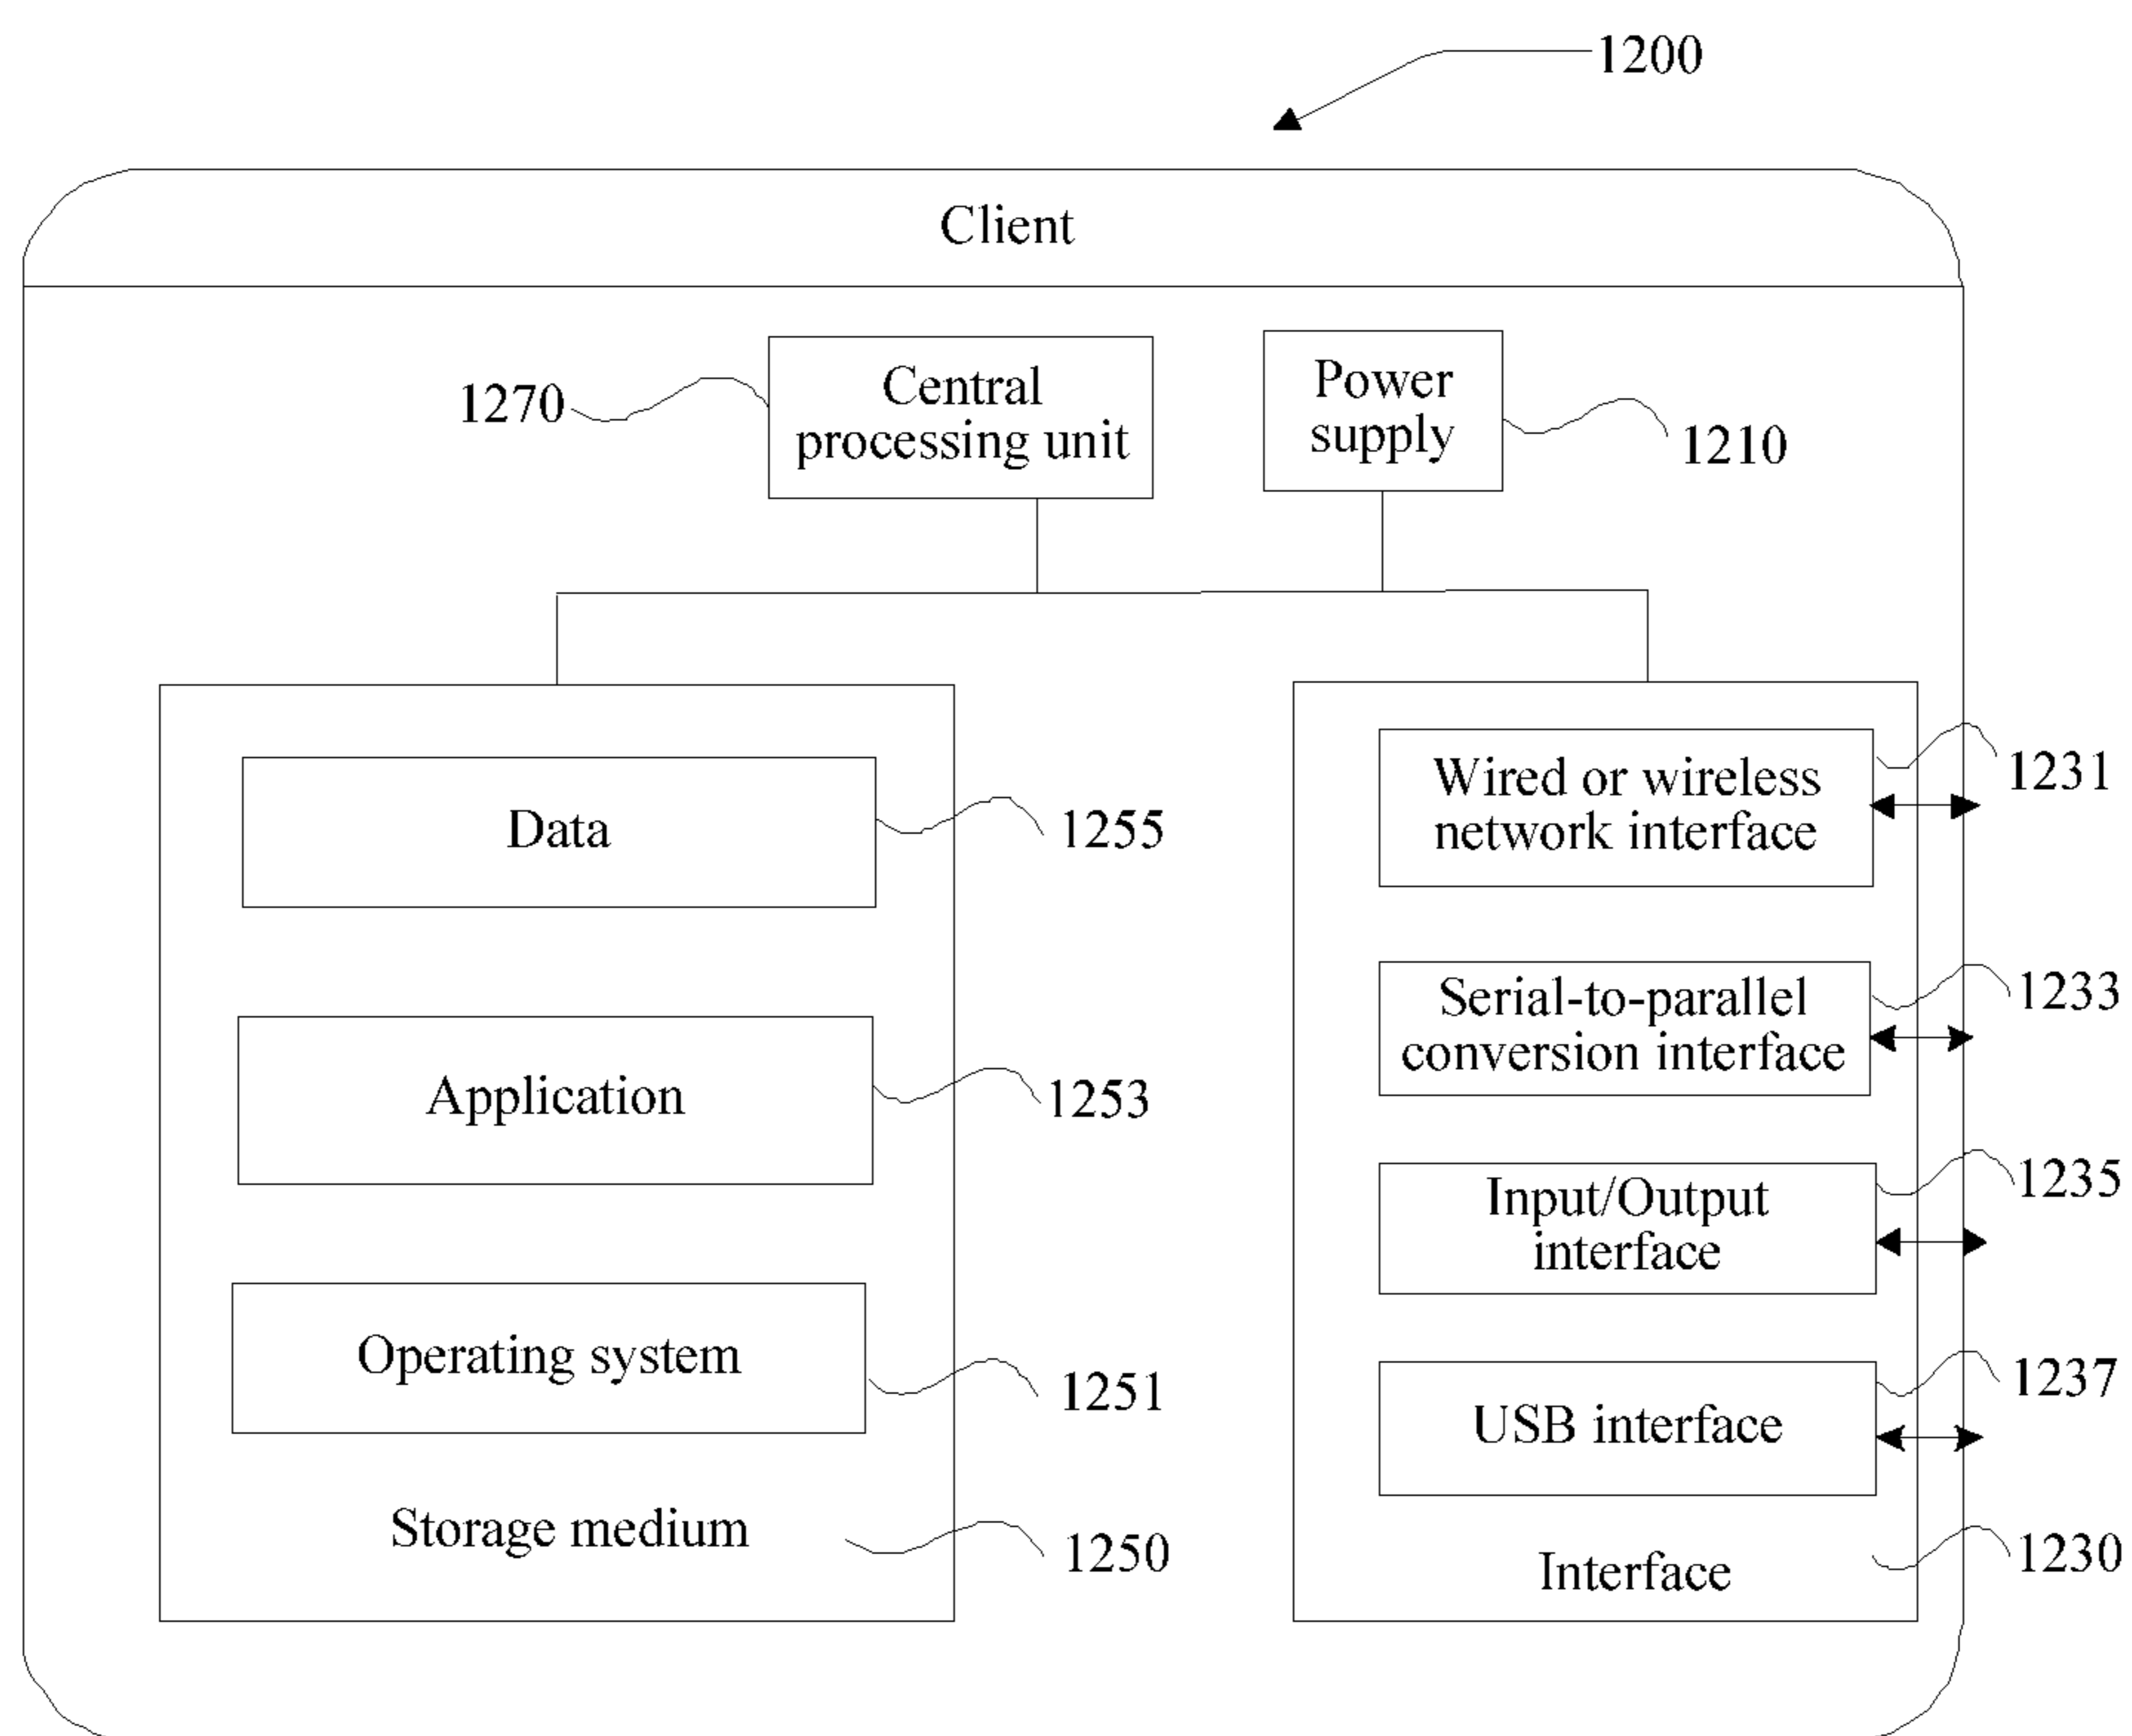 1200
Client
1270
Central
processing unit
Power
supply
1210
Data
1255
Application
1253
Operating system
1251
Storage medium
1250
Wired or wireless
network interface
1231
Serial-to-parallel
conversion interface
1233
Input/Output
interface
1235
USB interface
1237
Interface
1230